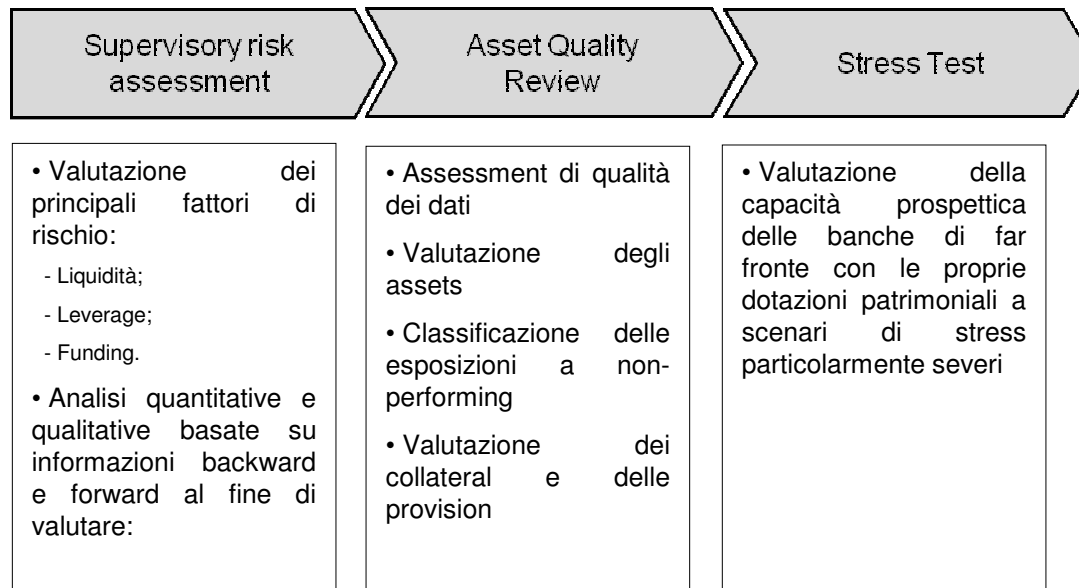 Supervisory risk
assessment
Asset Quality
Review
Stress Test
• Valutazione dei
principali fattori di
rischio:
- Liquidità;
- Leverage;
- Funding.
• Analisi quantitative e
qualitative basate su
informazioni backward
e forward al fine di
valutare:
• Assessment di qualità
dei dati
• Valutazione degli
assets
• Classificazione delle
esposizioni a non-
performing
• Valutazione dei
collateral e delle
provision
• Valutazione della
capacità prospettica
delle banche di far
fronte con le proprie
dotazioni patrimoniali a
scenari di stress
particolarmente severi